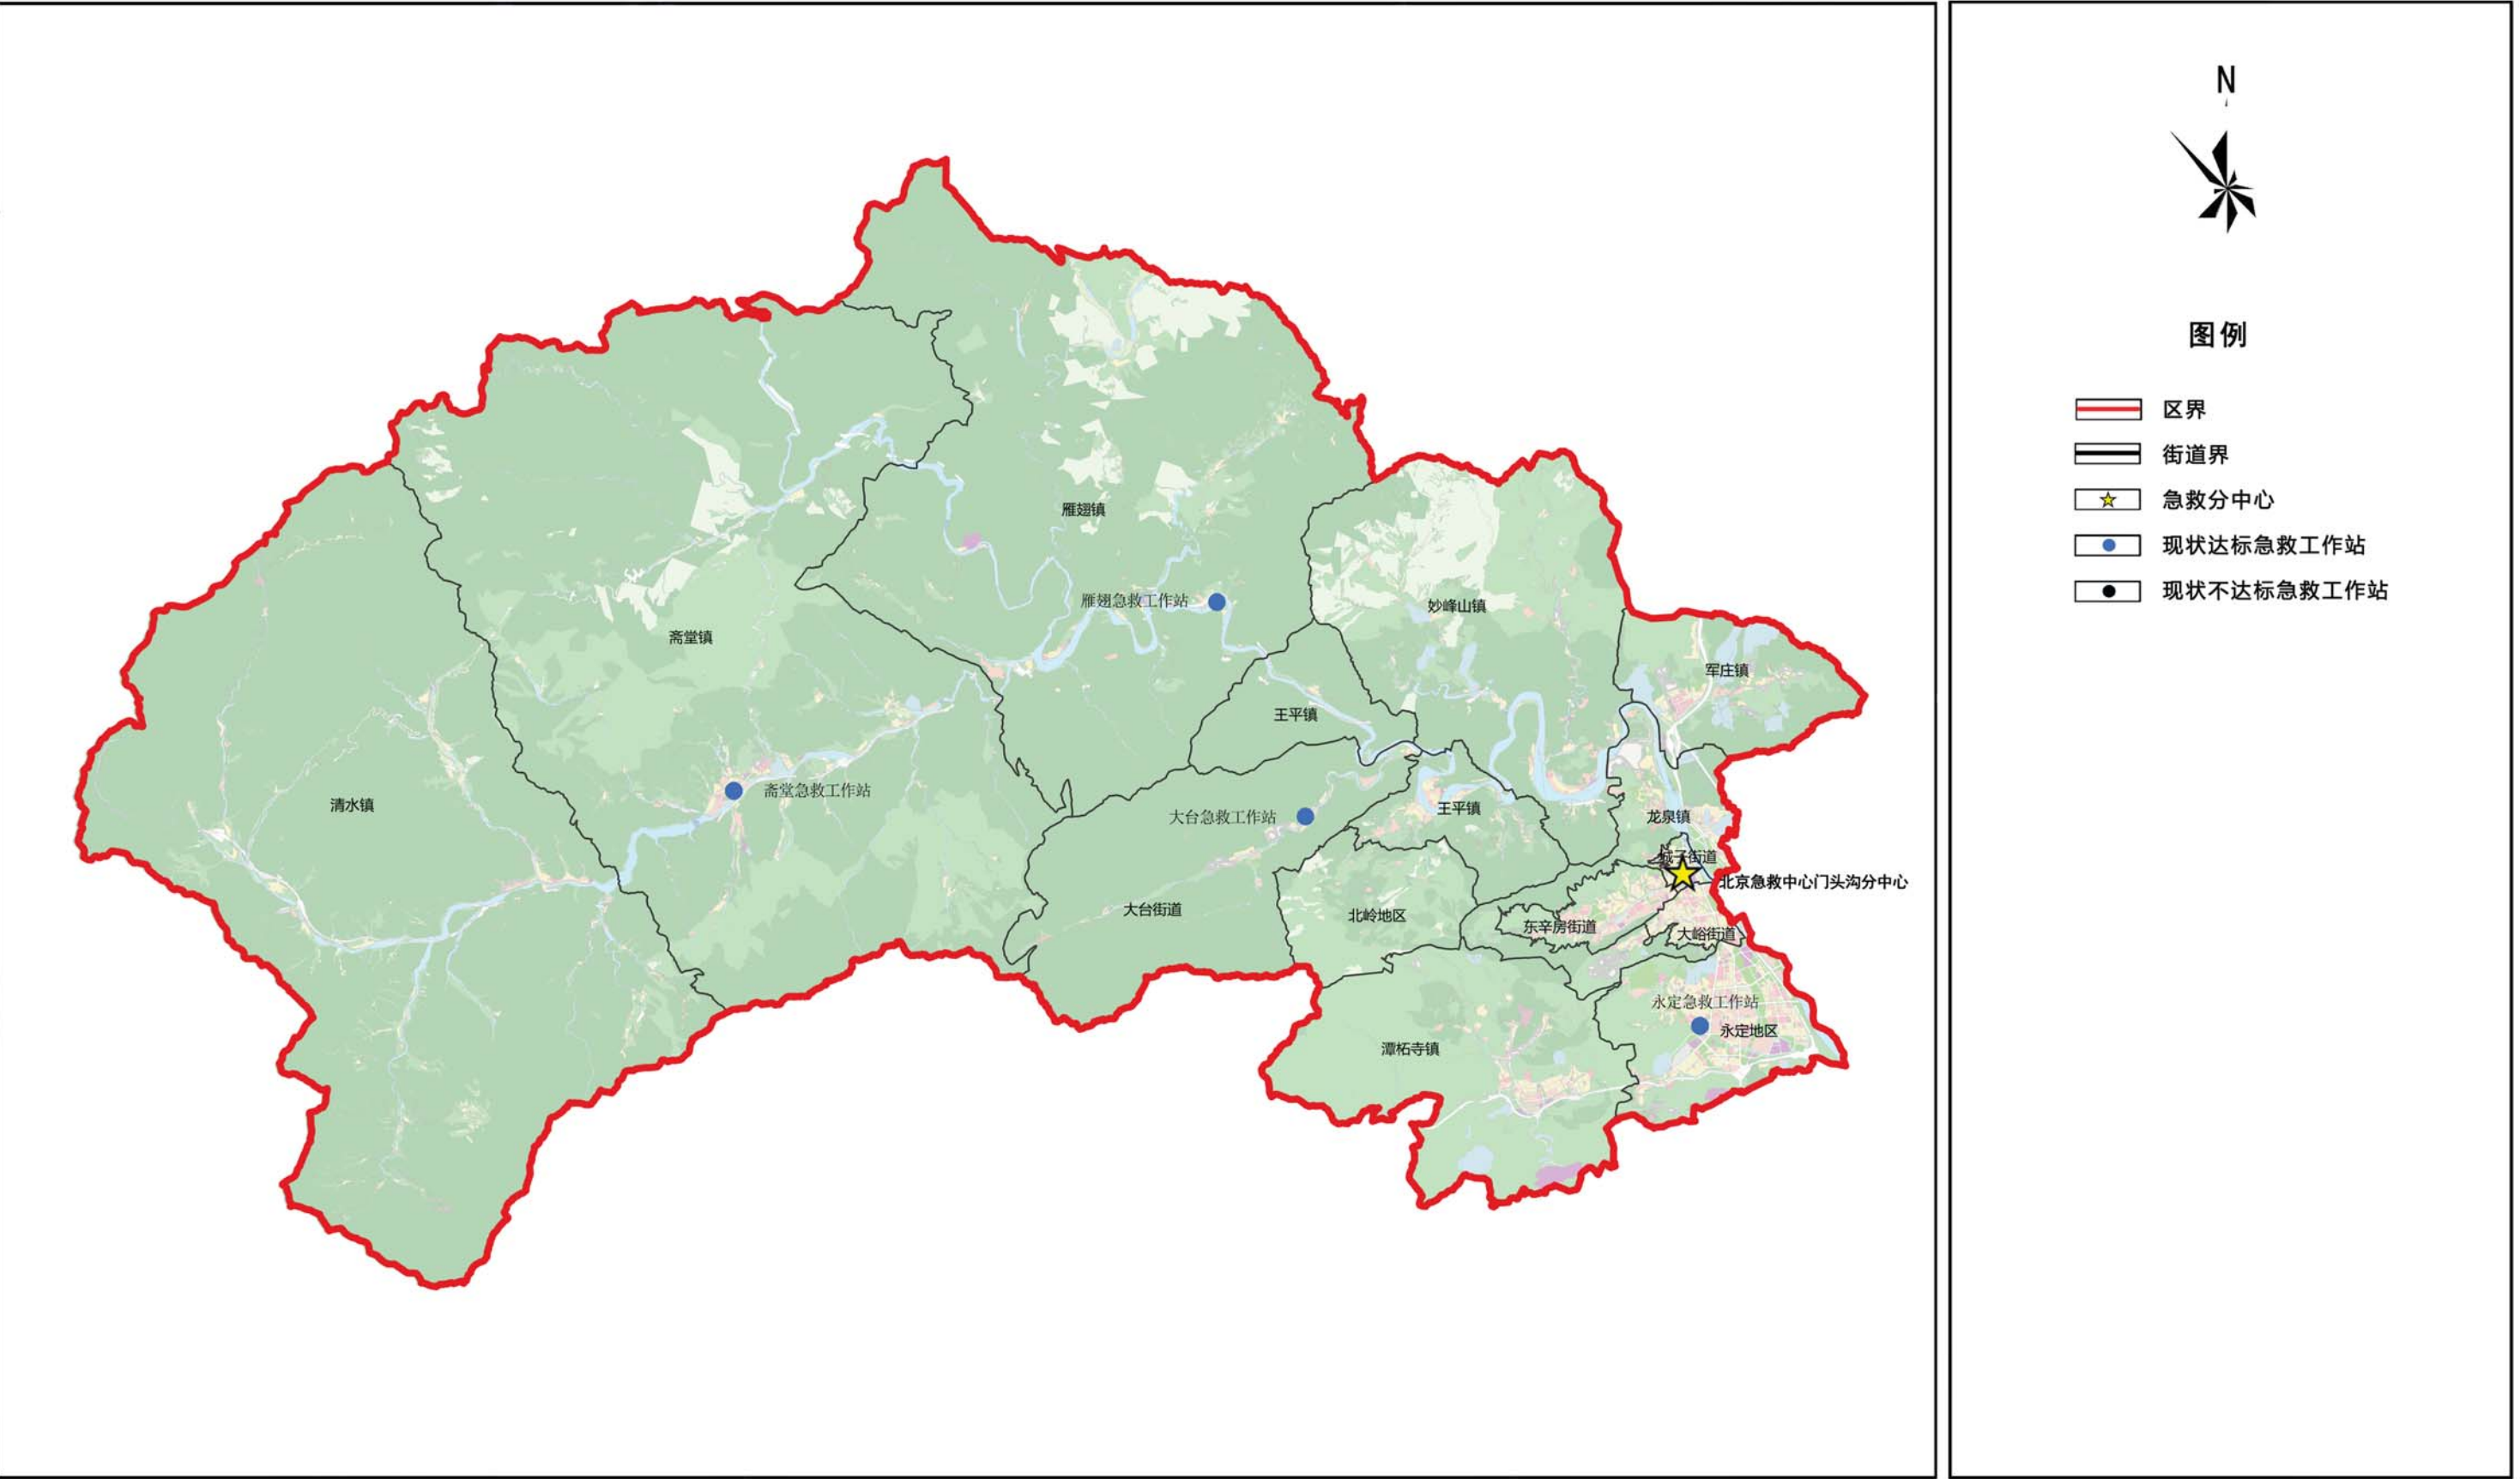 N
图例
区界
街道界
急救分中心
现状达标急救工作站
现状不达标急救工作站
雁翅镇
雁翅急救工作站
妙峰山镇
斋堂镇
军庄镇
王平镇
斋堂急救工作站
清水镇
大台急救工作站
王平镇
龙泉镇
城子街道
北京急救中心门头沟分中心
大台街道
北岭地区
东辛房街道
大峪街道
永定急救工作站
永定地区
潭柘寺镇